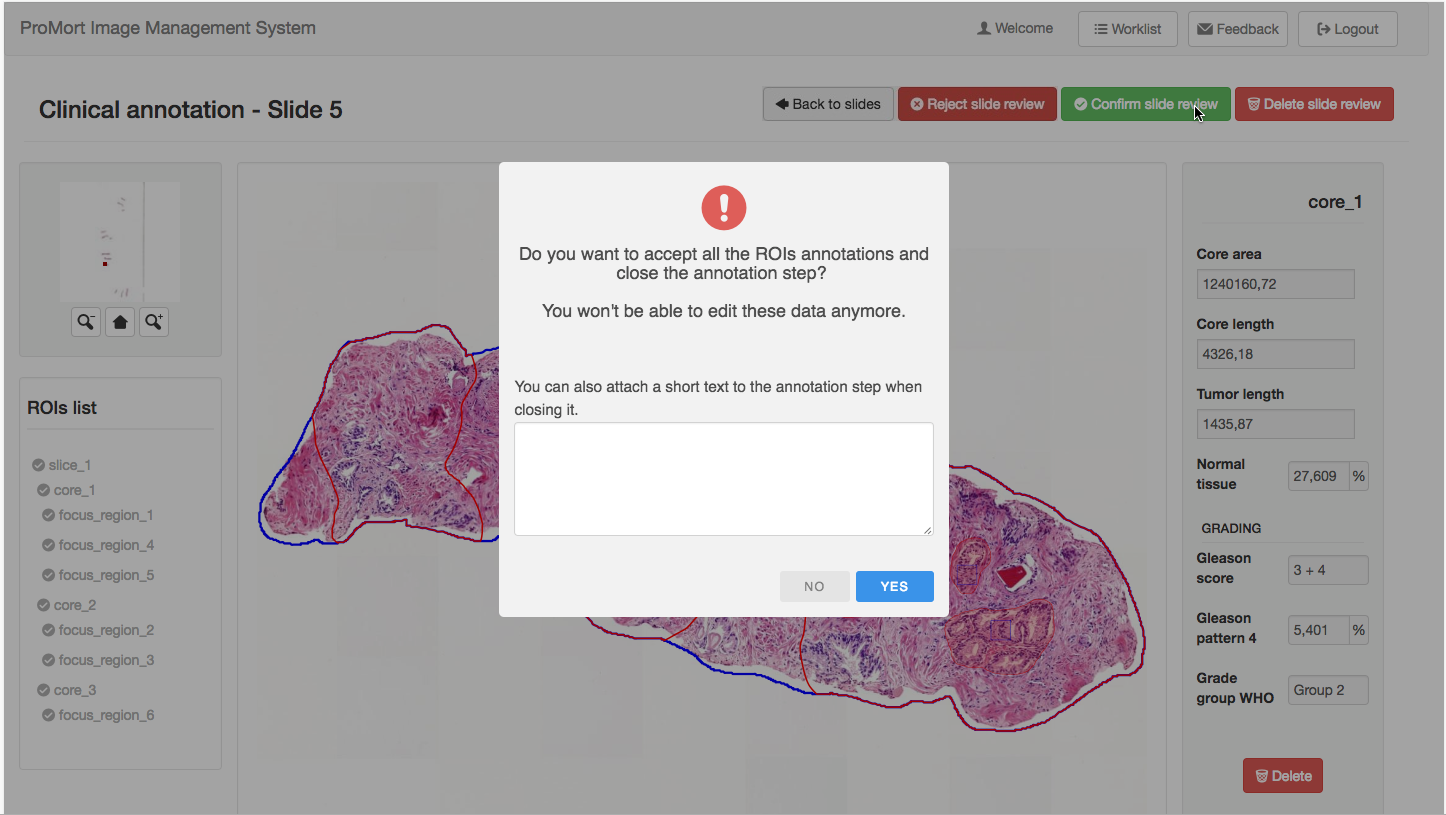 ProMort Image Management System
Welcome
Worklist
Feedback
Logout
Clinical annotation - Slide 5
Back to slides
Reject slide review
Confirm slide review
Delete slide review
ROIs list
slice_1
core_1
focus_region_1
focus_region_4
focus_region_5
core_2
focus_region_2
focus_region_3
core_3
focus_region_6
Do you want to accept all the ROIs annotations and
close the annotation step?
You won't be able to edit these data anymore.
You can also attach a short text to the annotation step when
closing it.
NO
YES
core_1
Core area
1240160,72
Core length
4326,18
Tumor length
1435,87
Normal
tissue
27,609 %
GRADING
Gleason
score
3 + 4
Gleason
pattern 4
5,401 %
Grade
group WHO
Group 2
Delete